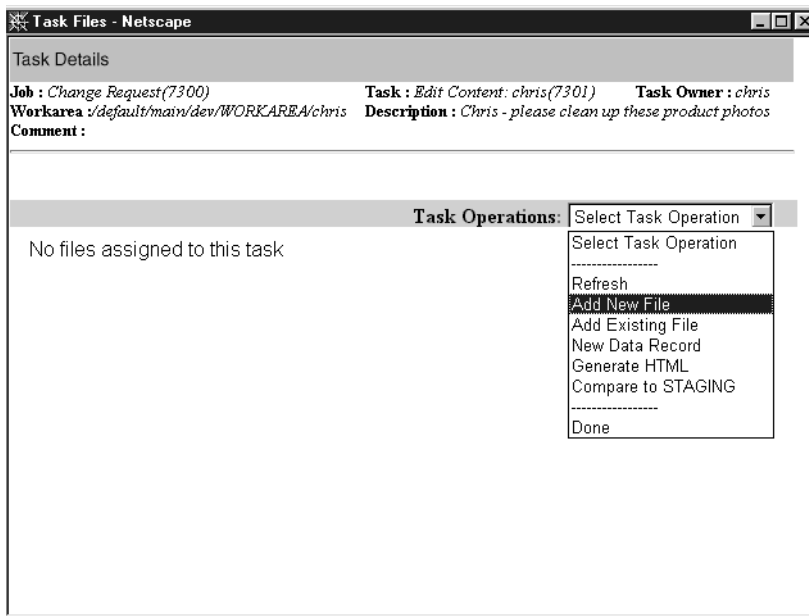 Task Files - Netscape
Task Details
Job : Change Request(7300) Task : Edit Content: chris(7301) Task Owner : chris
Workarea :/default/main/dev/WORKAREA/chris Description : Chris - please clean up these product photos
Comment :
Task Operations: Select Task Operation
No files assigned to this task
Select Task Operation
-----------------
Refresh
Add New File
Add Existing File
New Data Record
Generate HTML
Compare to STAGING
-----------------
Done